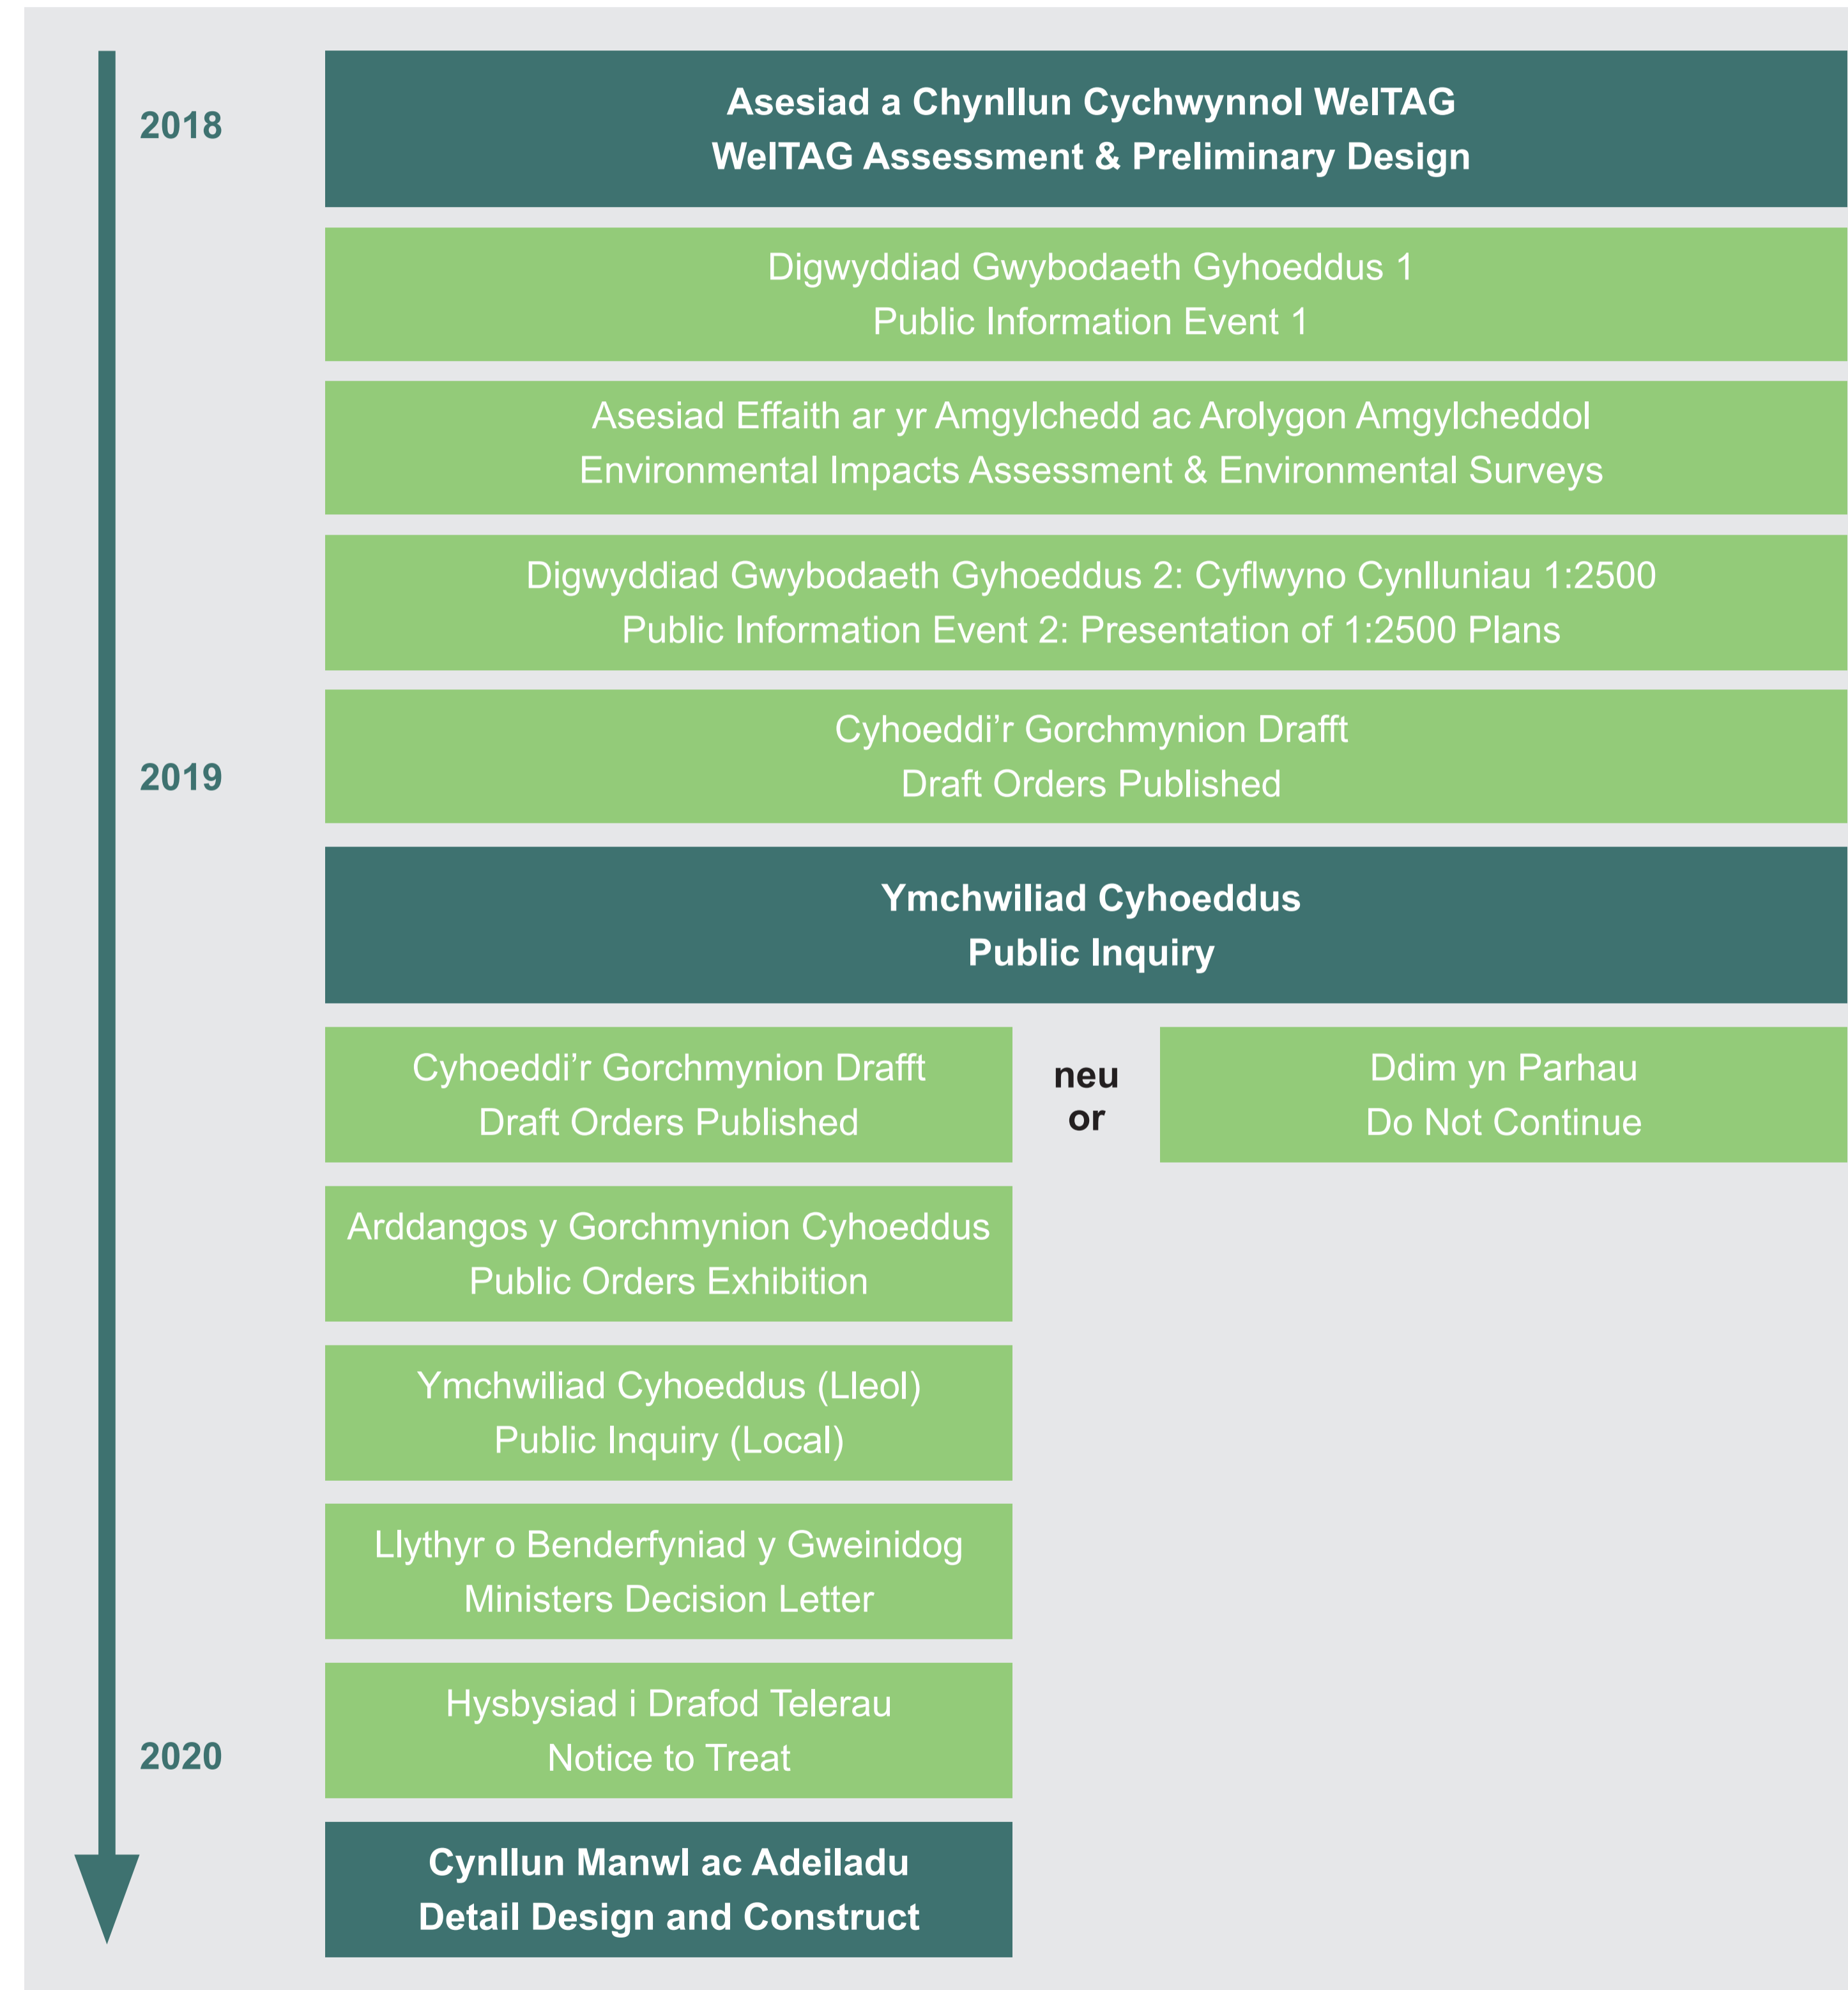 2018
Asesiad a Chynllun Cychwynnol WelTAG
WelTAG Assessment & Preliminary Design
Digwyddiad Gwybodaeth Gyhoeddus 1
Public Information Event 1
Asesiad Effaith ar yr Amgylchedd ac Arolygon Amgylcheddol
Environmental Impacts Assessment & Environmental Surveys
Digwyddiad Gwybodaeth Gyhoeddus 2: Cyflwyno Cynlluniau 1:2500
Public Information Event 2: Presentation of 1:2500 Plans
2019
Cyhoeddi’r Gorchmynion Drafft
Draft Orders Published
Ymchwiliad Cyhoeddus
Public Inquiry
Cyhoeddi’r Gorchmynion Drafft
Draft Orders Published
neu
or
Ddim yn Parhau
Do Not Continue
Arddangos y Gorchmynion Cyhoeddus
Public Orders Exhibition
Ymchwiliad Cyhoeddus (Lleol)
Public Inquiry (Local)
Llythyr o Benderfyniad y Gweinidog
Ministers Decision Letter
2020
Hysbysiad i Drafod Telerau
Notice to Treat
Cynllun Manwl ac Adeiladu
Detail Design and Construct